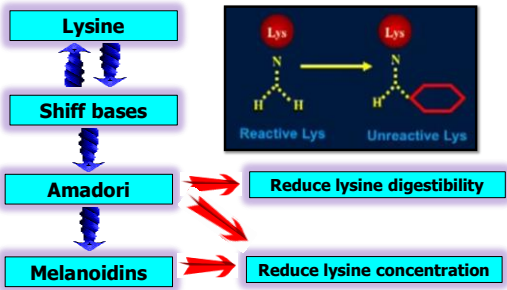 Lysine
Shiff bases
Amadori
Melanoidins
Lys
N
H
H
Reactive Lys
Lys
N
H
Unreactive Lys
Reduce lysine digestibility
Reduce lysine concentration